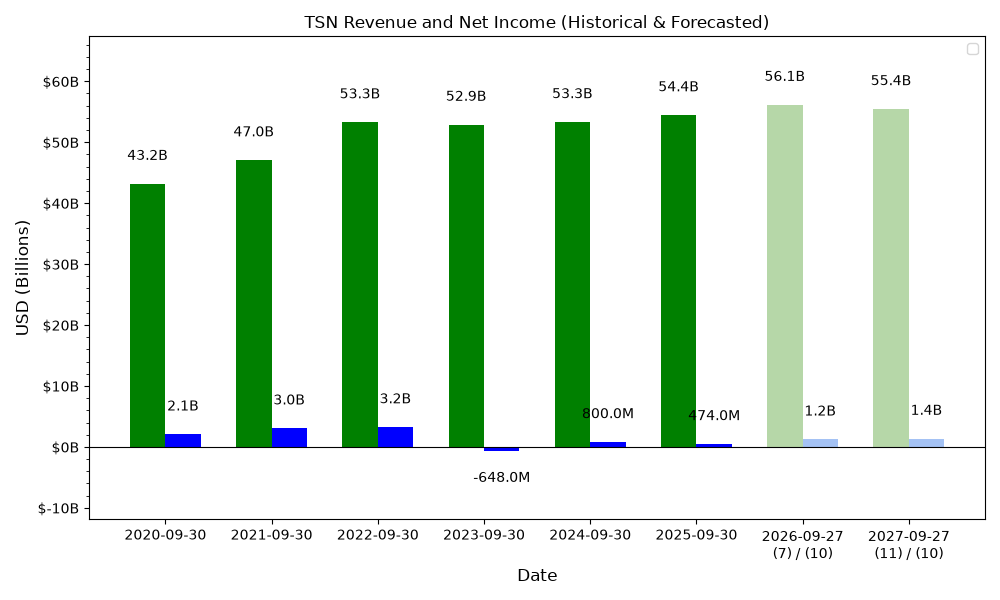 TSN Revenue and Net Income (Historical & Forecasted)
USD (Billions)
$60B
$50B
$40B
$30B
$20B
$10B
$0B
$-10B
43.2B
47.0B
53.3B
52.9B
53.3B
54.4B
56.1B
55.4B
2.1B
3.0B
3.2B
-648.0M
800.0M
474.0M
1.2B
1.4B
2020-09-30
2021-09-30
2022-09-30
2023-09-30
2024-09-30
2025-09-30
2026-09-27
(7) / (10)
2027-09-27
(11) / (10)
Date